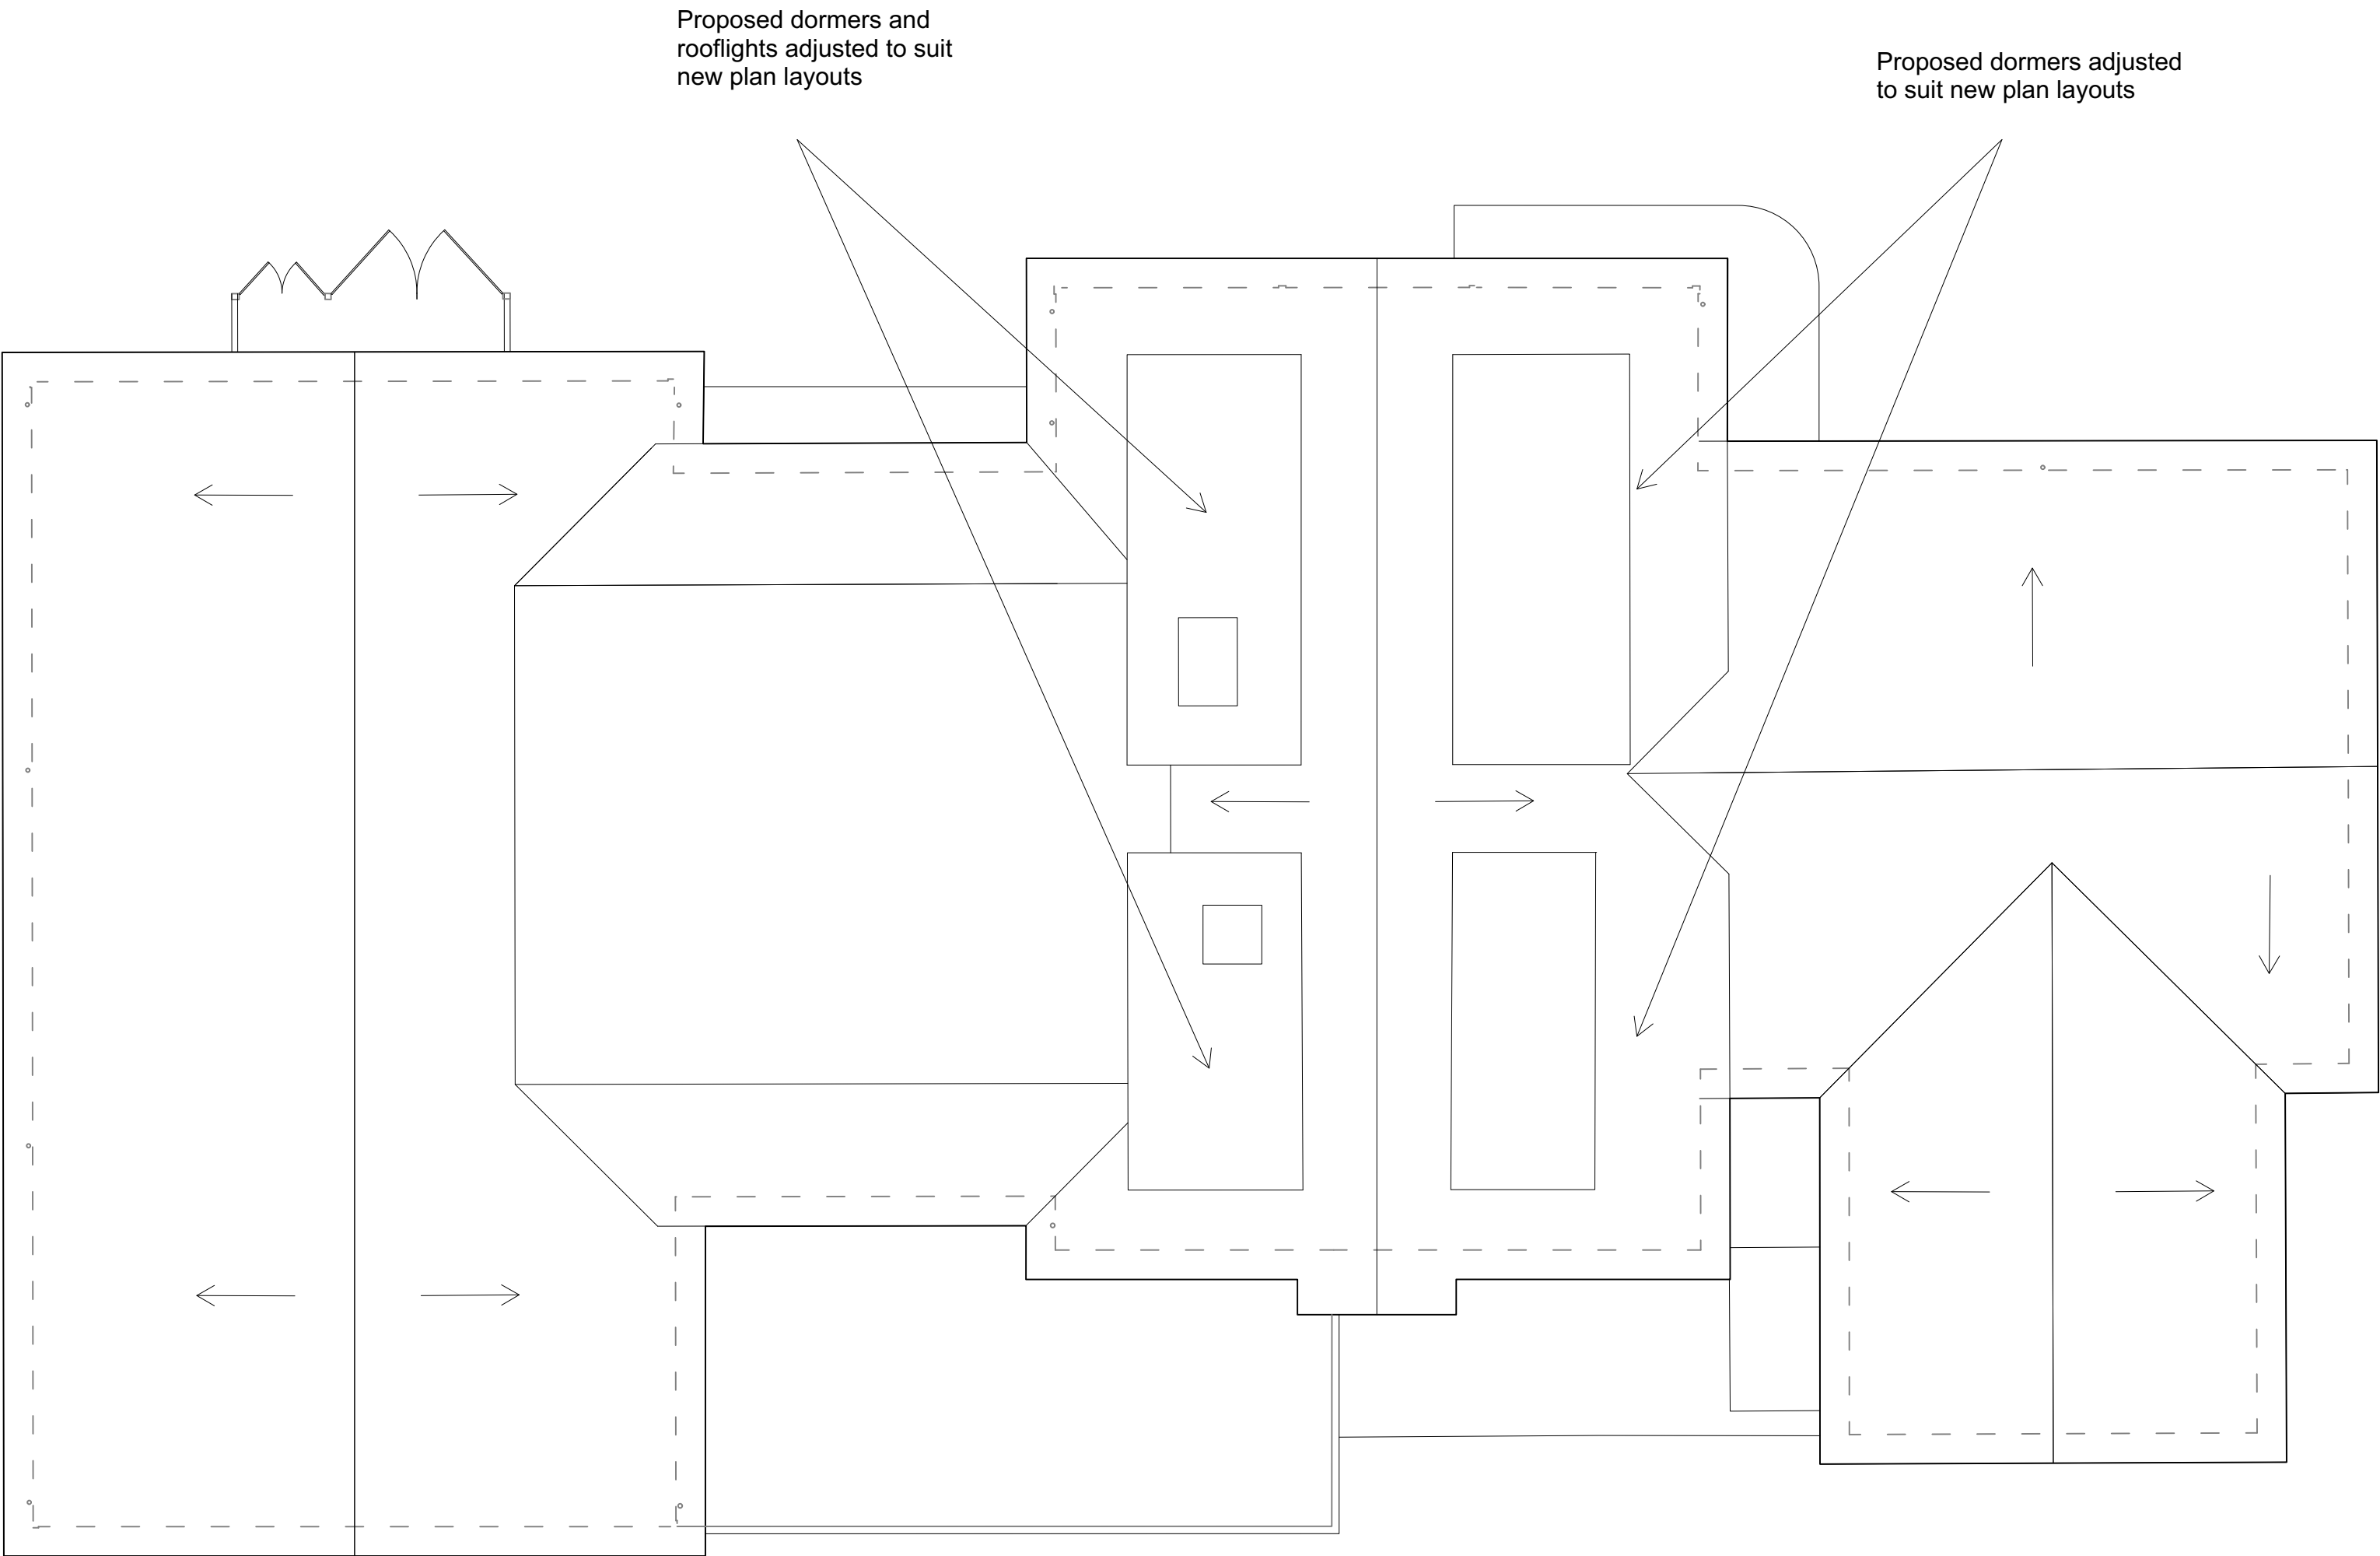 Proposed dormers and
rooflights adjusted to suit
new plan layouts
Proposed dormers adjusted
to suit new plan layouts